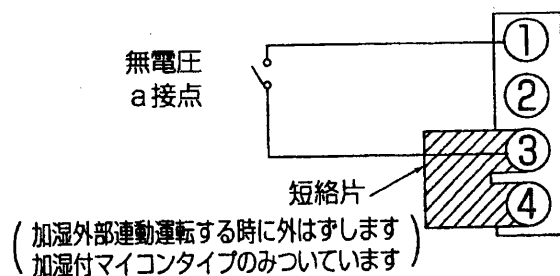 無電圧
a接点
①
②
③
④
短絡片
(加湿外部連動運転する時に外はずします
加湿付マイコンタイプのみついています)